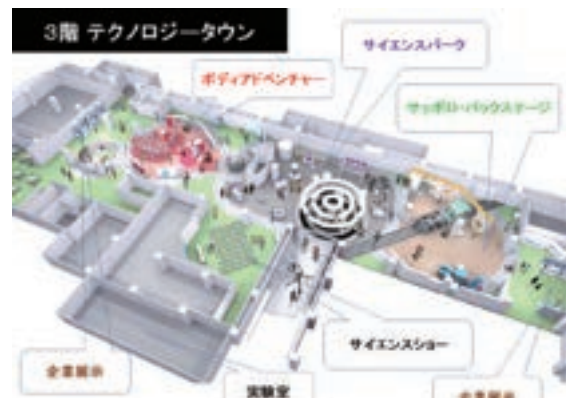 3階 テクノロジータウン
サイエンスパーク
ボディアドベンチャー
サッポロ・バックステージ
サイエンスショー
企業展示
実験室
企業展示